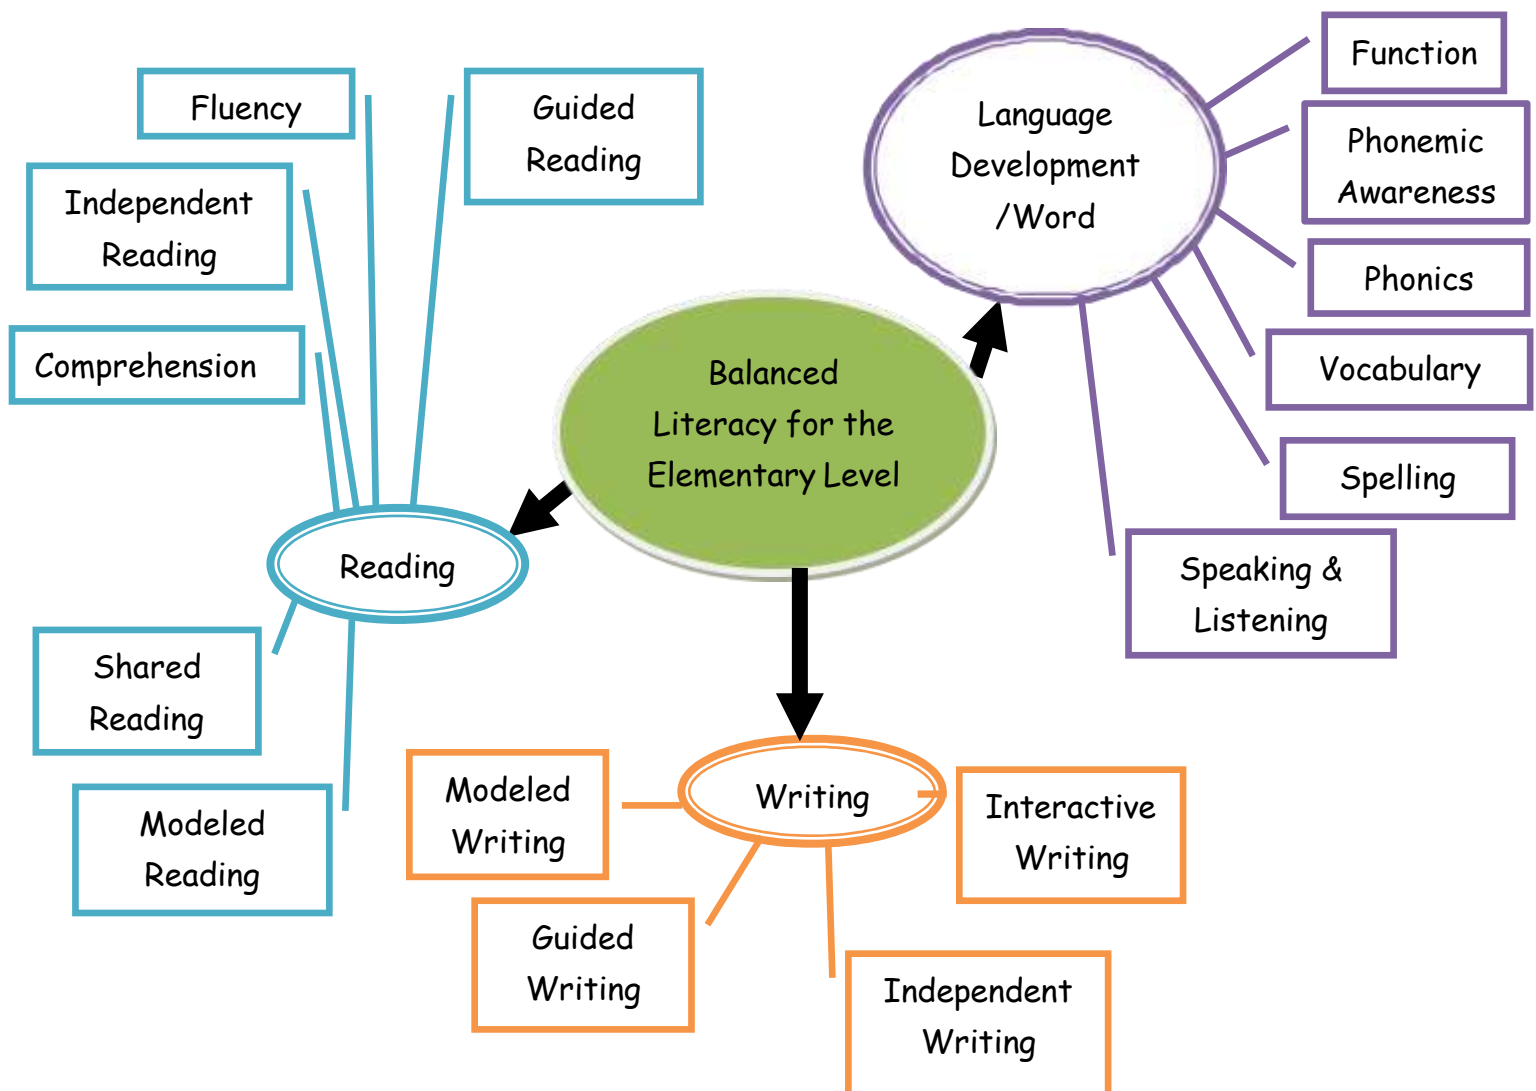 Balanced
Literacy for the
Elementary Level
Reading
Fluency
Guided
Reading
Independent
Reading
Comprehension
Shared
Reading
Modeled
Reading
Language
Development
/Word
Function
Phonemic
Awareness
Phonics
Vocabulary
Spelling
Speaking &
Listening
Writing
Modeled
Writing
Interactive
Writing
Guided
Writing
Independent
Writing